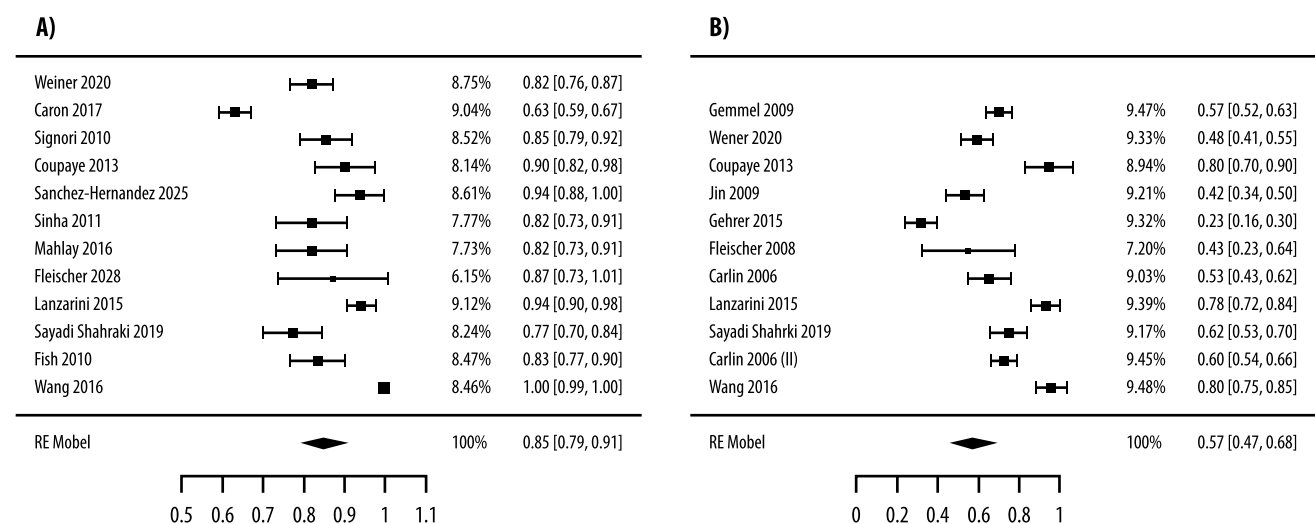 A)
Weiner 2020 8.75% 0.82 [0.76, 0.87]
Caron 2017 9.04% 0.63 [0.59, 0.67]
Signori 2010 8.52% 0.85 [0.79, 0.92]
Coupaye 2013 8.14% 0.90 [0.82, 0.98]
Sanchez-Hernandez 2025 8.61% 0.94 [0.88, 1.00]
Sinha 2011 7.77% 0.82 [0.73, 0.91]
Mahlay 2016 7.73% 0.82 [0.73, 0.91]
Fleischer 2028 6.15% 0.87 [0.73, 1.01]
Lanzarini 2015 9.12% 0.94 [0.90, 0.98]
Sayadi Shahraki 2019 8.24% 0.77 [0.70, 0.84]
Fish 2010 8.47% 0.83 [0.77, 0.90]
Wang 2016 8.46% 1.00 [0.99, 1.00]
RE Mobel 100% 0.85 [0.79, 0.91]
0.5 0.6 0.7 0.8 0.9 1 1.1
B)
Gemmel 2009 9.47% 0.57 [0.52, 0.63]
Wener 2020 9.33% 0.48 [0.41, 0.55]
Coupaye 2013 8.94% 0.80 [0.70, 0.90]
Jin 2009 9.21% 0.42 [0.34, 0.50]
Gehrer 2015 9.32% 0.23 [0.16, 0.30]
Fleischer 2008 7.20% 0.43 [0.23, 0.64]
Carlin 2006 9.03% 0.53 [0.43, 0.62]
Lanzarini 2015 9.39% 0.78 [0.72, 0.84]
Sayadi Shahrki 2019 9.17% 0.62 [0.53, 0.70]
Carlin 2006 (II) 9.45% 0.60 [0.54, 0.66]
Wang 2016 9.48% 0.80 [0.75, 0.85]
RE Mobel 100% 0.57 [0.47, 0.68]
0 0.2 0.4 0.6 0.8 1